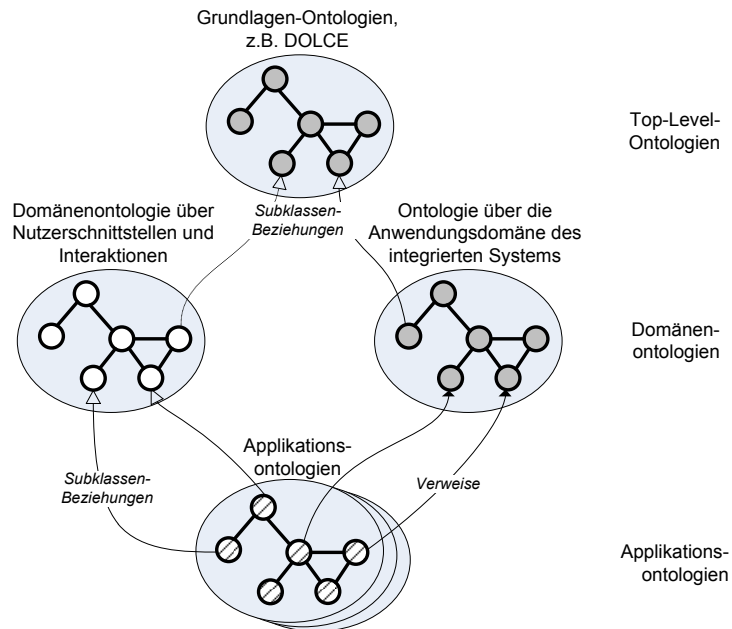 Grundlagen-Ontologien,
z.B. DOLCE
Top-Level-
Ontologien
Domänenontologie über
Nutzerschnittstellen und
Interaktionen
Subklassen-
Beziehungen
Ontologie über die
Anwendungsdomäne des
integrierten Systems
Domänen-
ontologien
Applikations-
ontologien
Subklassen-
Beziehungen
Verweise
Applikations-
ontologien